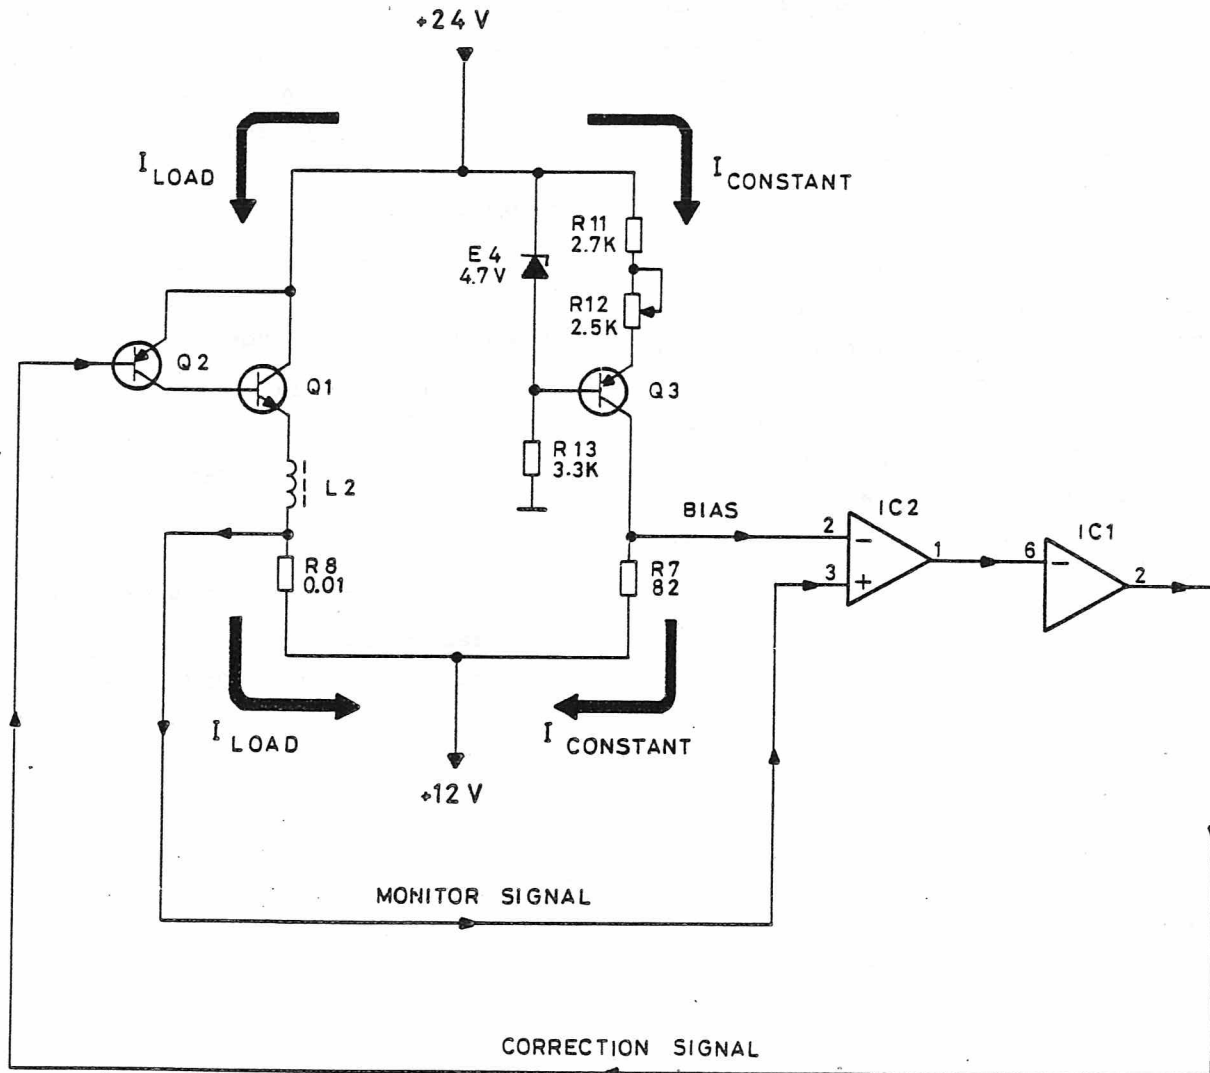 +24 V
I LOAD
I CONSTANT
R11
2.7K
E4
4.7V
R12
2.5K
Q2
Q1
Q3
R13
3.3K
L2
BIAS
IC2
IC1
2
-
1
6
-
2
3
+
R8
0.01
R7
82
I LOAD
I CONSTANT
+12 V
MONITOR SIGNAL
CORRECTION SIGNAL